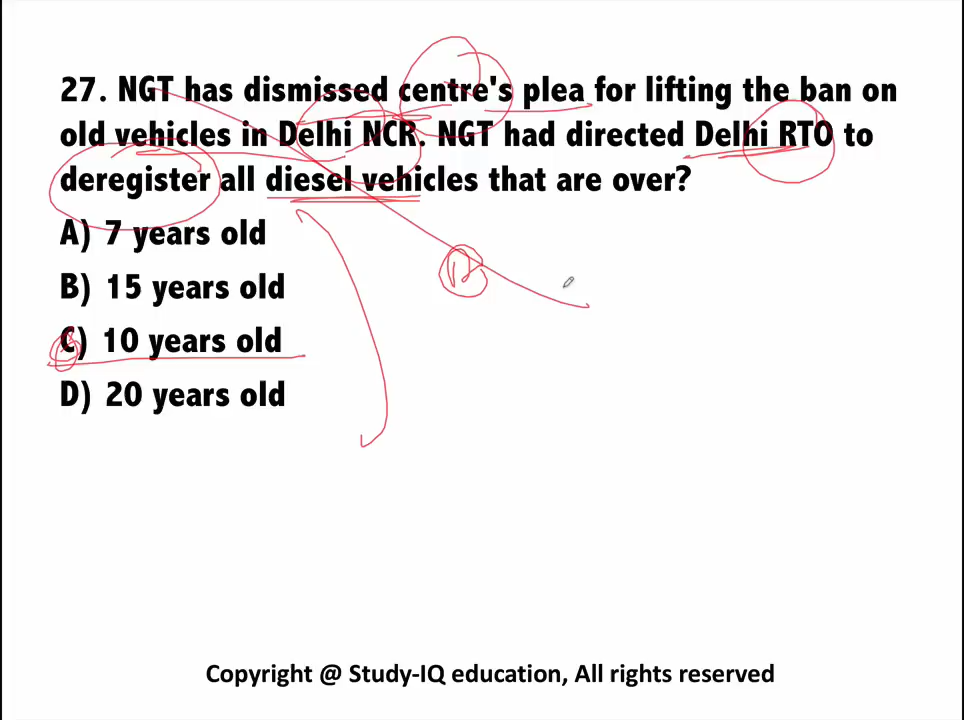 27. NGT has dismissed centre's plea for lifting the ban on
old vehicles in Delhi NCR. NGT had directed Delhi RTO to
deregister all diesel vehicles that are over?
A) 7 years old
B) 15 years old
C) 10 years old
D) 20 years old
Copyright @ Study-IQ education, All rights reserved